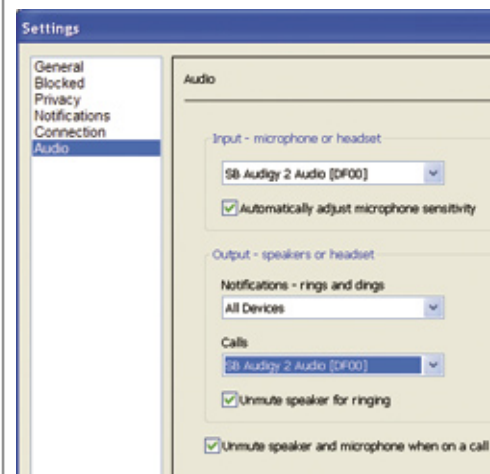 Settings
General
Blocked
Privacy
Notifications
Connection
Audio
Audio
Input - microphone or headset
SB Audigy 2 Audio [DF00]
Automatically adjust microphone sensitivity
Output - speakers or headset
Notifications - rings and dings
All Devices
Calls
SB Audigy 2 Audio [DF00]
Unmute speaker for ringing
Unmute speaker and microphone when on a call